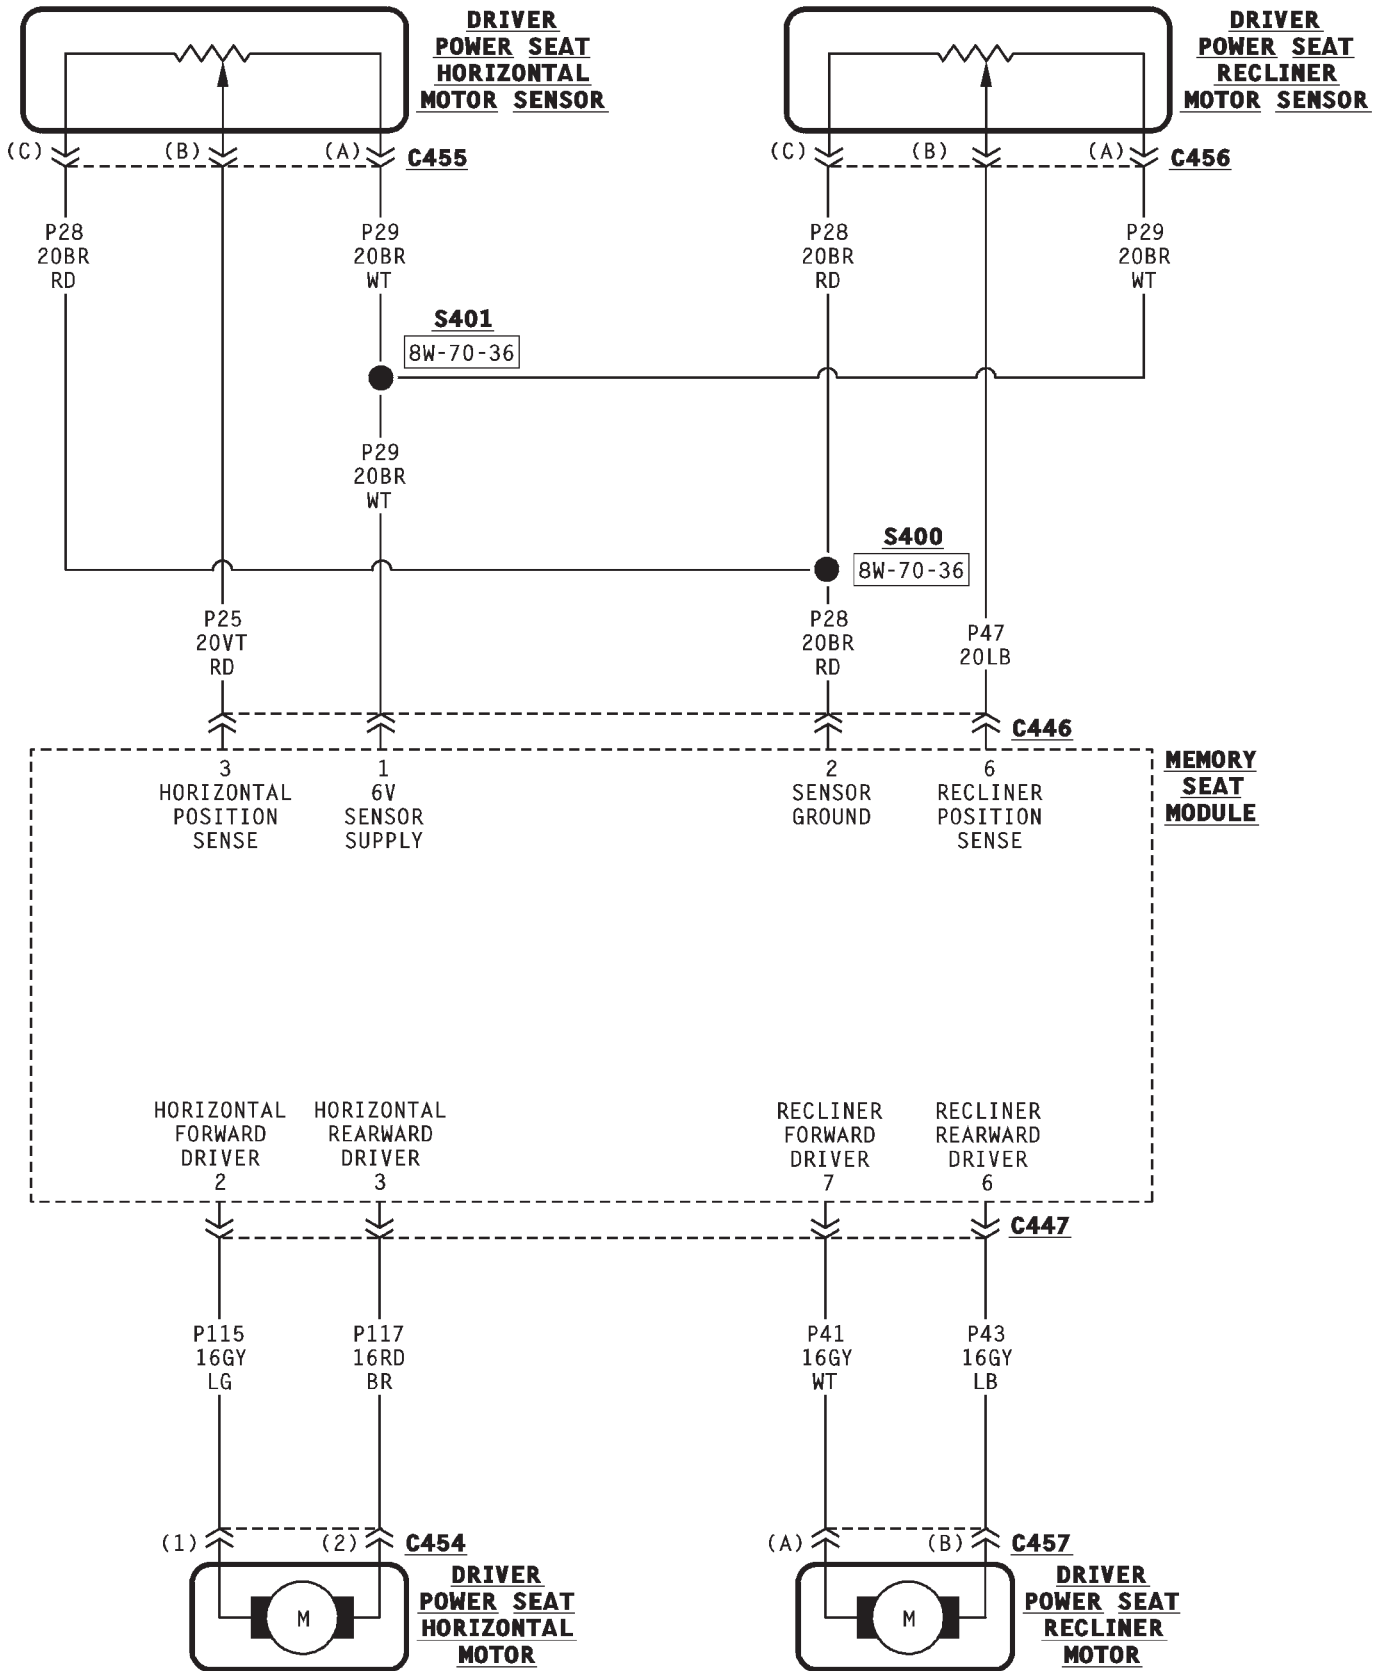 DRIVER
POWER SEAT
HORIZONTAL
MOTOR SENSOR
DRIVER
POWER SEAT
RECLINER
MOTOR SENSOR
(C) (B) (A) C455
(C) (B) (A) C456
P28
20BR
RD
P29
20BR
WT
P28
20BR
RD
P29
20BR
WT
S401
8W-70-36
P29
20BR
WT
S400
8W-70-36
P25
20VT
RD
P28
20BR
RD
P47
20LB
C446
MEMORY
SEAT
MODULE
3
HORIZONTAL
POSITION
SENSE
1
6V
SENSOR
SUPPLY
2
SENSOR
GROUND
6
RECLINER
POSITION
SENSE
HORIZONTAL
FORWARD
DRIVER
2
HORIZONTAL
REARWARD
DRIVER
3
RECLINER
FORWARD
DRIVER
7
RECLINER
REARWARD
DRIVER
6
C447
P115
16GY
LG
P117
16RD
BR
P41
16GY
WT
P43
16GY
LB
(1) (2) C454
(A) (B) C457
M
DRIVER
POWER SEAT
HORIZONTAL
MOTOR
M
DRIVER
POWER SEAT
RECLINER
MOTOR